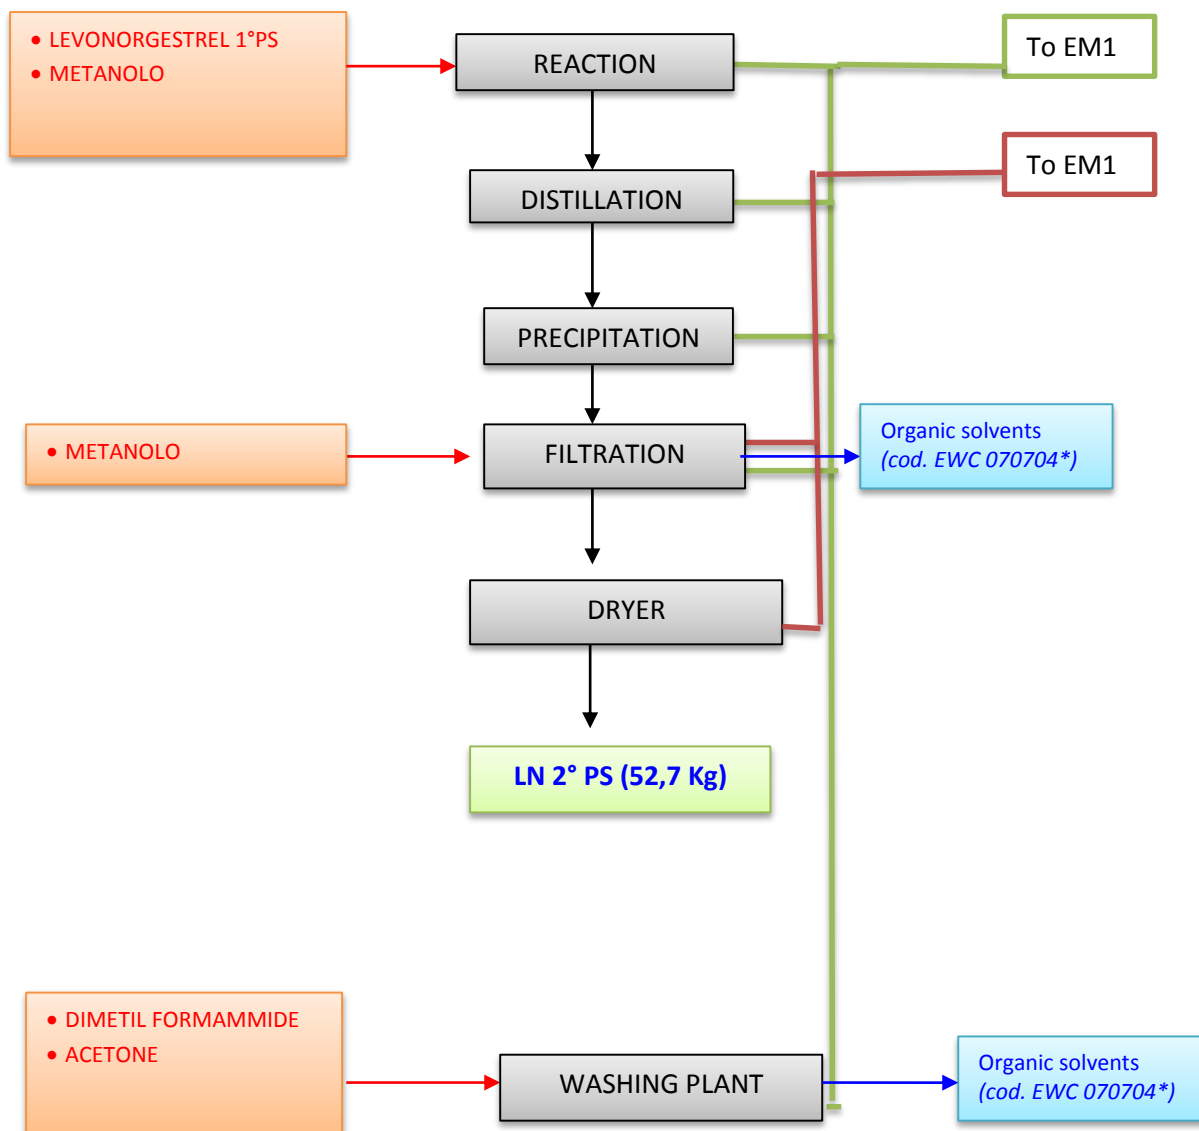 • LEVONORGESTREL 1°PS
• METANOLO
REACTION
To EM1
To EM1
DISTILLATION
PRECIPITATION
• METANOLO
FILTRATION
Organic solvents
(cod. EWC 070704*)
DRYER
LN 2° PS (52,7 Kg)
• DIMETIL FORMAMMIDE
• ACETONE
WASHING PLANT
Organic solvents
(cod. EWC 070704*)